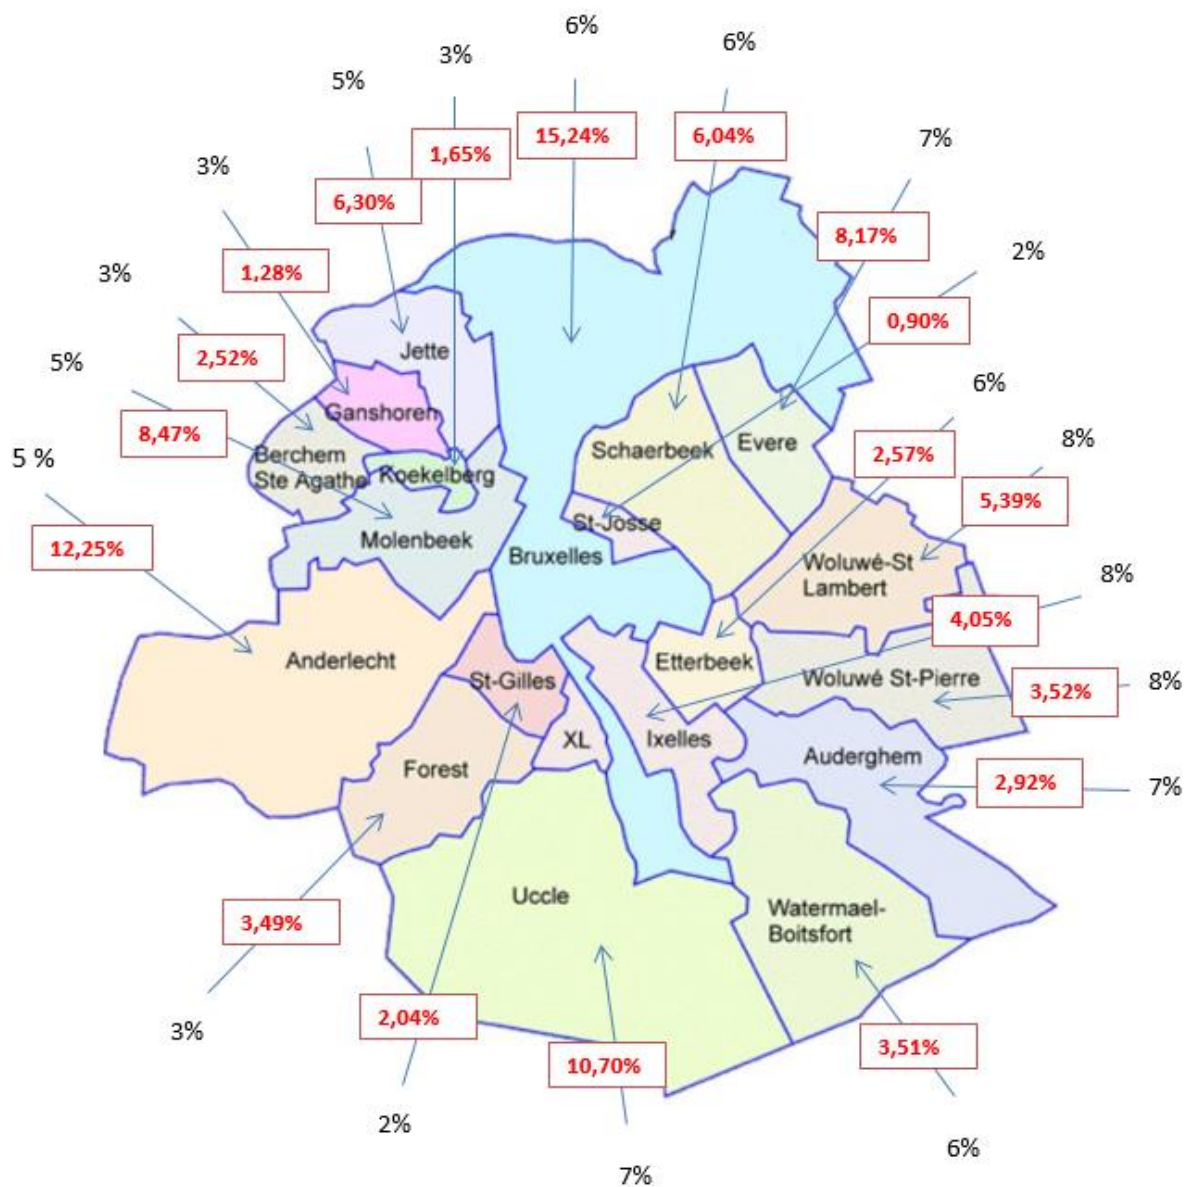 6%
6%
3%
5%
15,24%
6,04%
7%
1,65%
3%
6,30%
8,17%
2%
1,28%
3%
0,90%
2,52%
5%
Jette
6%
Ganshoren
8,47%
Schaerbeek
Evere
2,57%
8%
5 %
Berchem
Ste Agathe
Koekelberg
5,39%
12,25%
St-Josse
Molenbeek
Bruxelles
Woluwé-St
Lambert
8%
4,05%
Anderlecht
Etterbeek
St-Gilles
Woluwé St-Pierre
3,52%
8%
XL
Ixelles
Auderghem
Forest
2,92%
7%
Uccle
Watermael-
Boitsfort
3,49%
3%
2,04%
3,51%
10,70%
2%
6%
7%